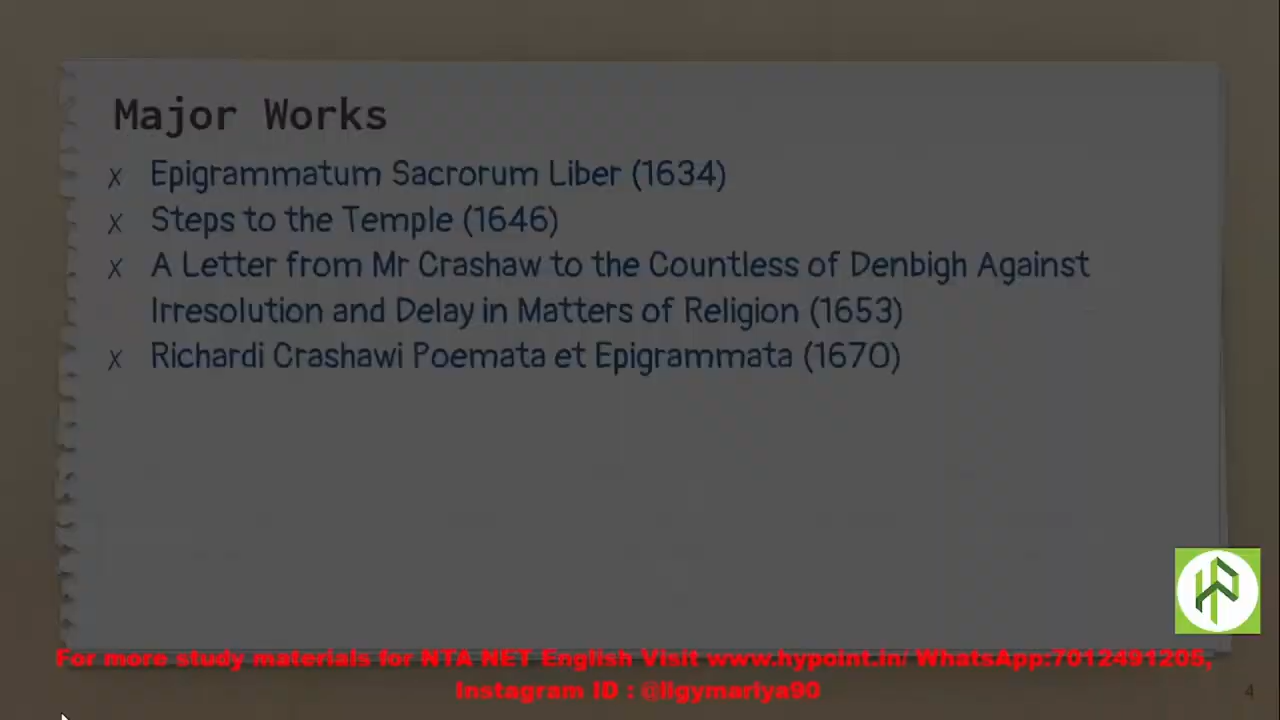 Major Works
x Epigrammatum Sacrorum Liber (1634)
x Steps to the Temple (1646)
x A Letter from Mr Crashaw to the Countless of Denbigh Against
Irresolution and Delay in Matters of Religion (1653)
x Richardi Crashawi Poemata et Epigrammata (1670)
For more study materials for NTA NET English Visit www.hypoint.in/ WhatsApp:7012491205,
Instagram ID : @ligymariya90
4